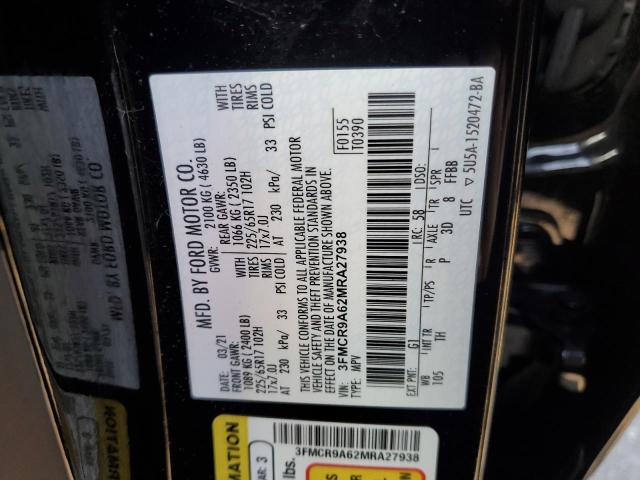 MFD. BY FORD MOTOR CO.
DATE: 03/21
GVWR: 2100 KG ( 4630 LB)
FRONT GAWR:
1089 KG ( 2400 LB)
225/65R17 102H
17x7.0J
AT 230 kPa/ 33 PSI COLD
REAR GAWR:
1066 KG ( 2350 LB)
225/65R17 102H
17x7.0J
AT 230 kPa/ 33 PSI COLD
WITH
TIRES
RIMS
WITH
TIRES
RIMS
THIS VEHICLE CONFORMS TO ALL APPLICABLE FEDERAL MOTOR
VEHICLE SAFETY AND THEFT PREVENTION STANDARDS IN
EFFECT ON THE DATE OF MANUFACTURE SHOWN ABOVE.
VIN: 3FMCR9A62MRA27938
TYPE: MPV
F0155
T0390
EXT PNT: G1
RC: 58
DSO:
WB
INT TR
TP/PS
R
AXLE
TR
SPR
105
TH
P
3D
8
FFBB
UTC
▽ 5U5A-1520472-BA
3FMCR9A62MRA27938
lbs.